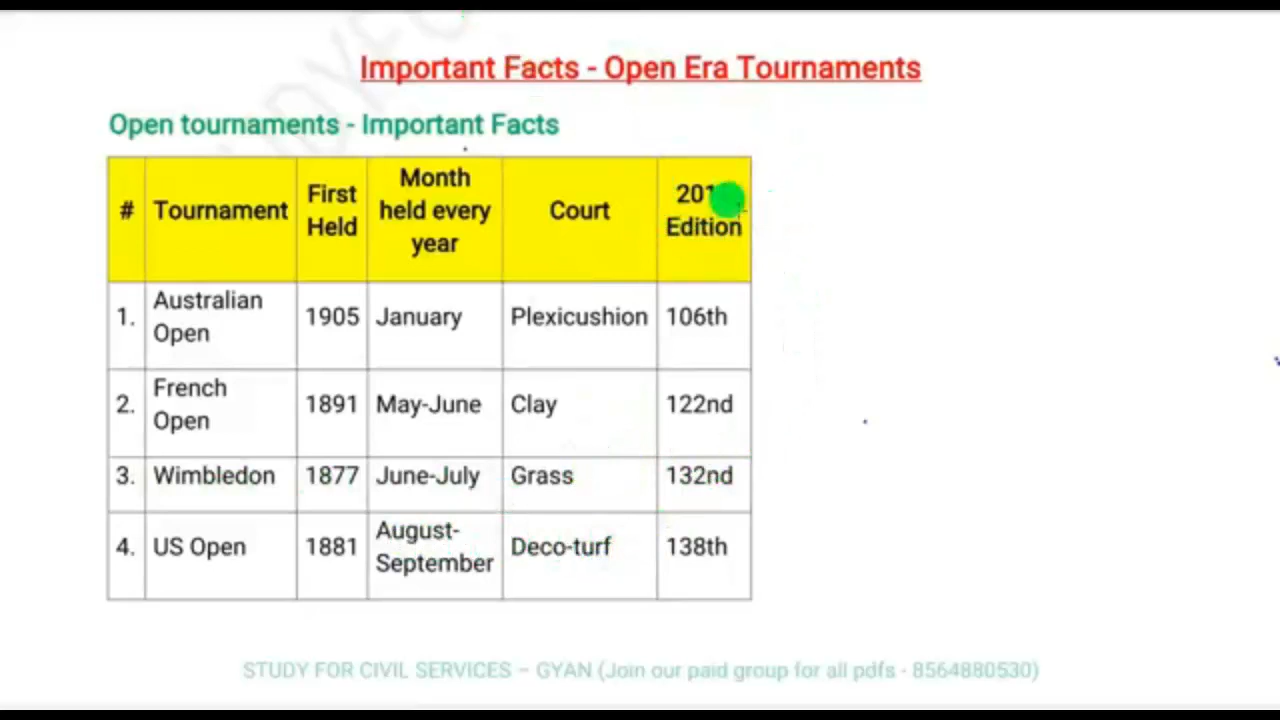 Important Facts - Open Era Tournaments
Open tournaments - Important Facts
# Tournament First Held Month held every year Court Edition
1. Australian Open 1905 January Plexicushion 106th
2. French Open 1891 May-June Clay 122nd
3. Wimbledon 1877 June-July Grass 132nd
4. US Open 1881 August-September Deco-turf 138th
STUDY FOR CIVIL SERVICES – GYAN (Join our paid group for all pdfs - 8564880530)